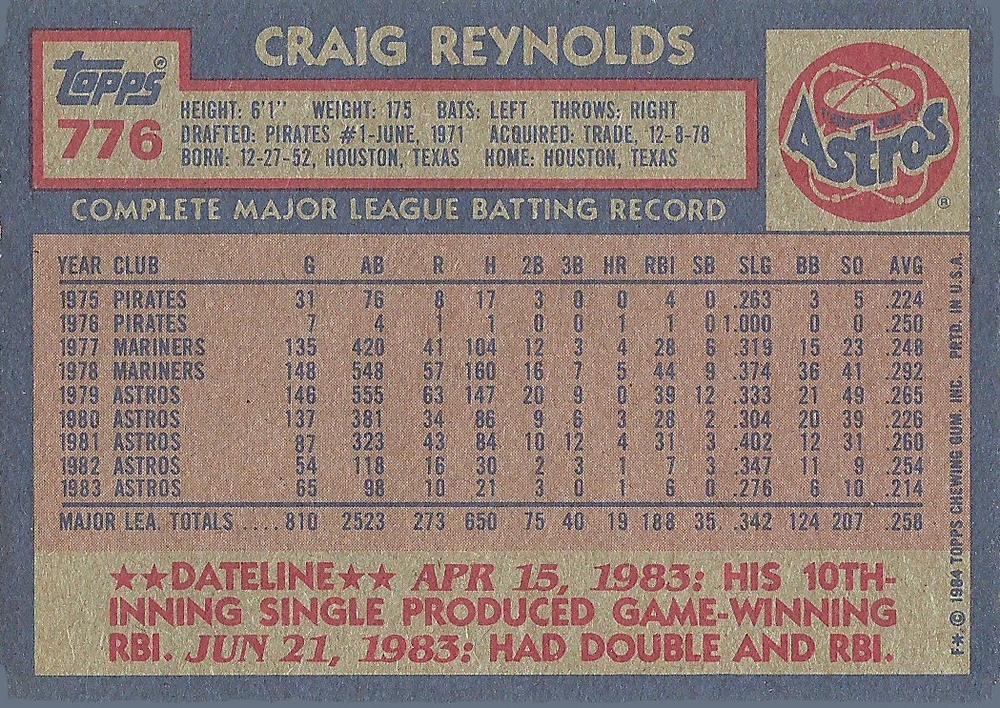 CRAIG REYNOLDS
topps®
776
HEIGHT: 6'1" WEIGHT: 175 BATS: LEFT THROWS: RIGHT
DRAFTED: PIRATES #1-JUNE, 1971 ACQUIRED: TRADE, 12-8-78
BORN: 12-27-52, HOUSTON, TEXAS HOME: HOUSTON, TEXAS
Astros
®
COMPLETE MAJOR LEAGUE BATTING RECORD
YEAR CLUB G AB R H 2B 3B HR RBI SB SLG BB SO AVG
1975 PIRATES 31 76 8 17 3 0 0 4 0 .263 3 5 .224
1976 PIRATES 7 4 1 1 0 0 1 1 0 1.000 0 0 .250
1977 MARINERS 135 420 41 104 12 3 4 28 6 .319 15 23 .248
1978 MARINERS 148 548 57 160 16 7 5 44 9 .374 36 41 .292
1979 ASTROS 146 555 63 147 20 9 0 39 12 .333 21 49 .265
1980 ASTROS 137 381 34 86 9 6 3 28 2 .304 20 39 .226
1981 ASTROS 87 323 43 84 10 12 4 31 3 .402 12 31 .260
1982 ASTROS 54 118 16 30 2 3 1 7 3 .347 11 9 .254
1983 ASTROS 65 98 10 21 3 0 1 6 0 .276 6 10 .214
MAJOR LEA. TOTALS .... 810 2523 273 650 75 40 19 188 35 .342 124 207 .258
★★DATELINE★★ APR 15, 1983: HIS 10TH-
INNING SINGLE PRODUCED GAME-WINNING
RBI. JUN 21, 1983: HAD DOUBLE AND RBI.
F✻© 1984 TOPPS CHEWING GUM, INC. PRTD. IN U.S.A.